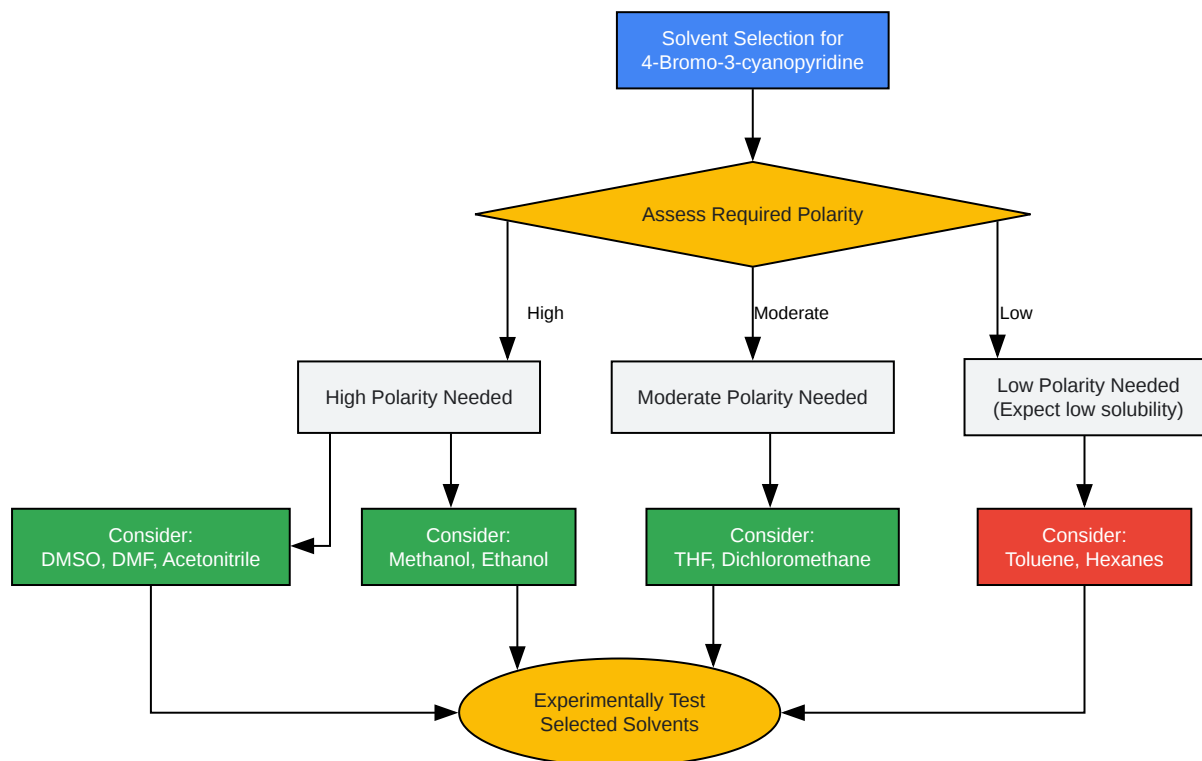 Solvent Selection for
4-Bromo-3-cyanopyridine
Assess Required Polarity
High
Moderate
Low
High Polarity Needed
Moderate Polarity Needed
Low Polarity Needed
(Expect low solubility)
Consider:
DMSO, DMF, Acetonitrile
Consider:
Methanol, Ethanol
Consider:
THF, Dichloromethane
Consider:
Toluene, Hexanes
Experimentally Test
Selected Solvents